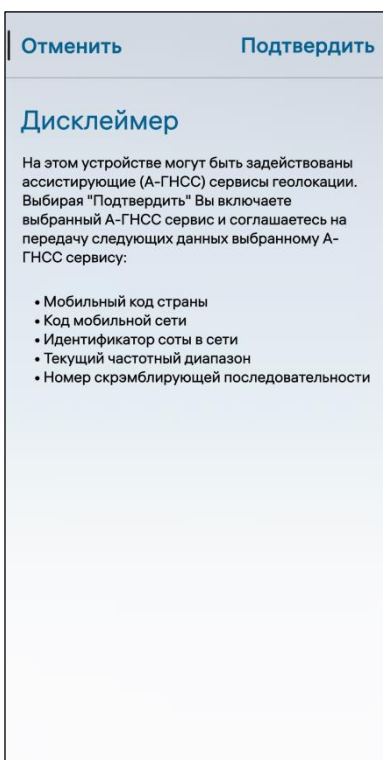 Отменить Подтвердить
Дисклеймер
На этом устройстве могут быть задействованы
ассистирующие (А-ГНСС) сервисы геолокации.
Выбирая "Подтвердить" Вы включаете
выбранный А-ГНСС сервис и соглашаетесь на
передачу следующих данных выбранному А-
ГНСС сервису:
• Мобильный код страны
• Код мобильной сети
• Идентификатор соты в сети
• Текущий частотный диапазон
• Номер скрэмблирующей последовательности